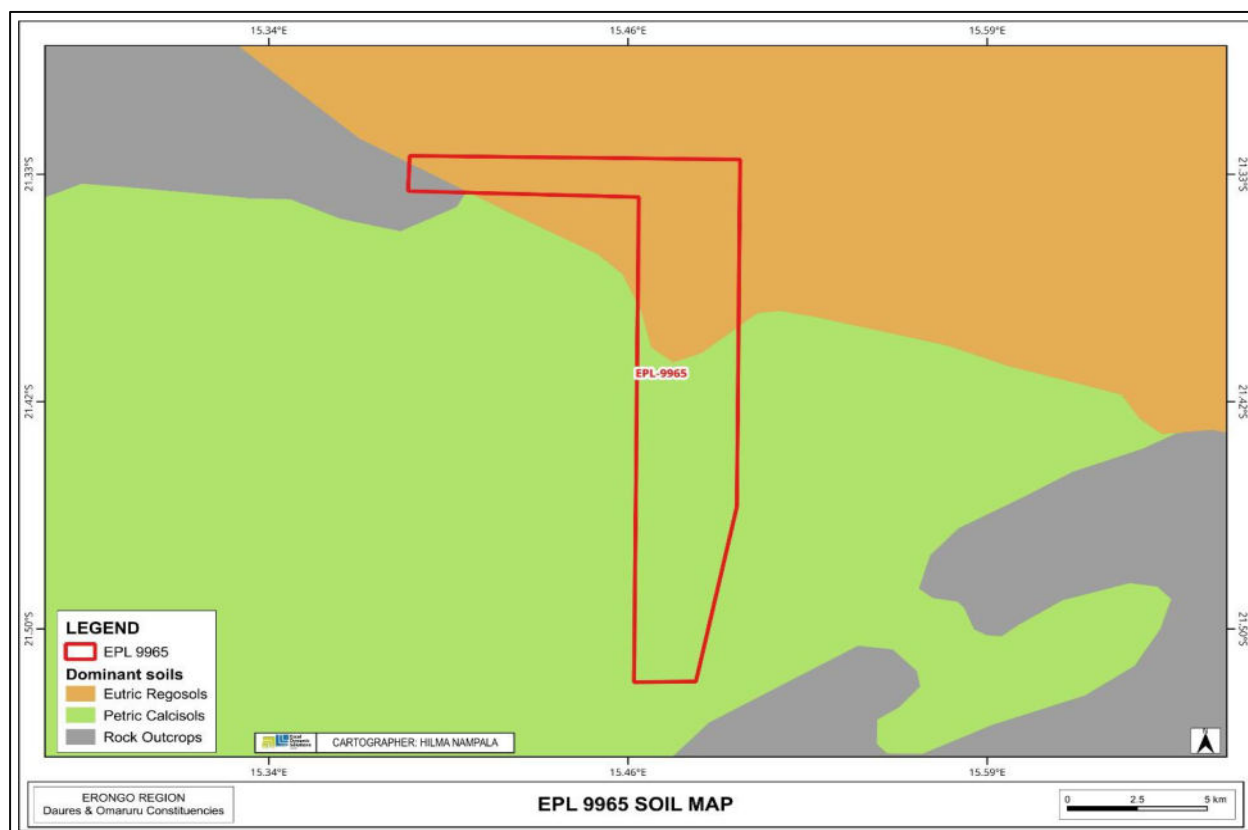 15.34°E 15.46°E 15.59°E
21.33°S 21.33°S
EPL-9965
21.42°S 21.42°S
21.50°S 21.50°S
LEGEND
EPL 9965
Dominant soils
Eutric Regosols
Petric Calcisols
Rock Outcrops
CARTOGRAPHER: HILMA NAMPALA
N
15.34°E 15.46°E 15.59°E
ERONGO REGION
Daures & Omaruru Constituencies
EPL 9965 SOIL MAP
0 2.5 5 km